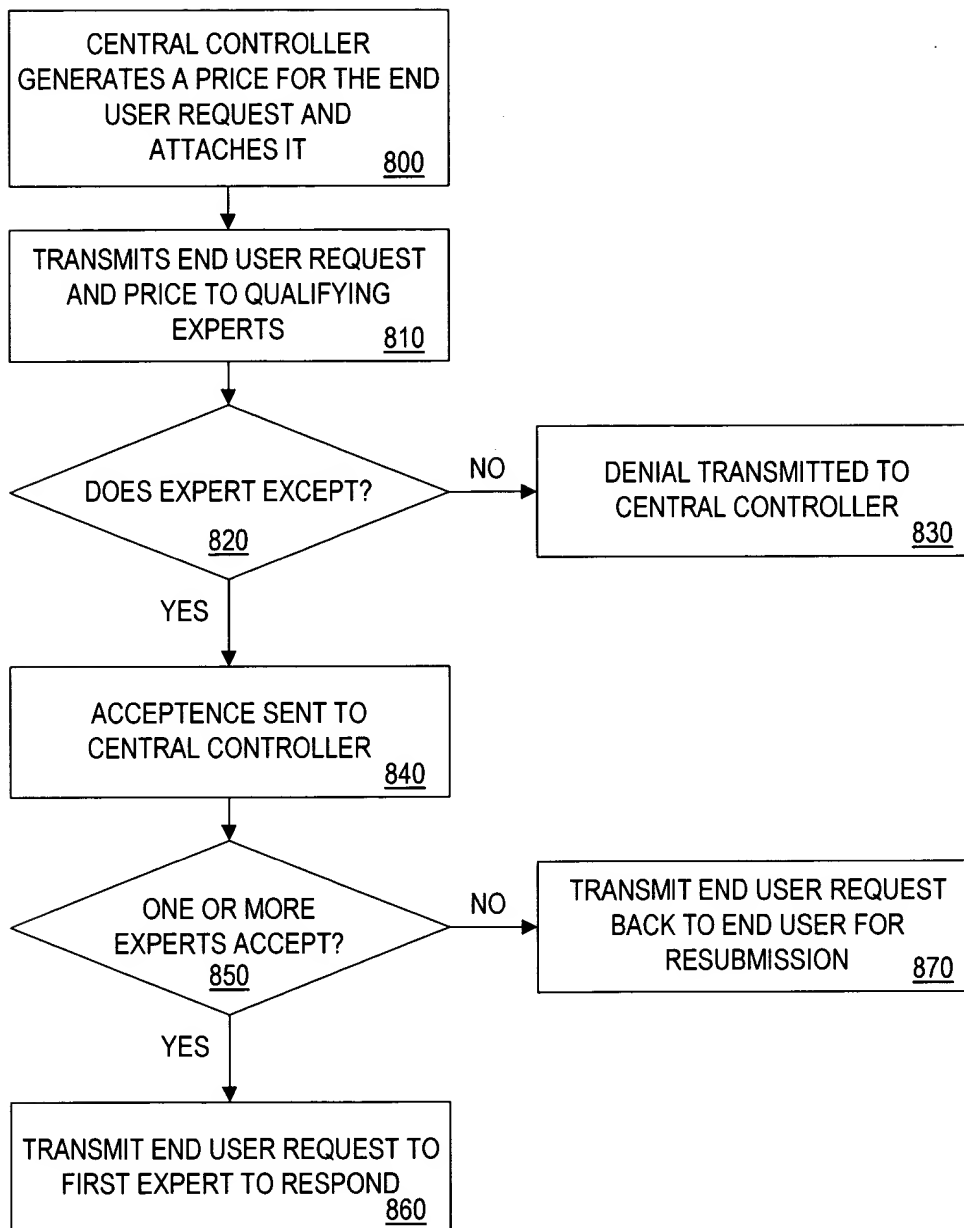 CENTRAL CONTROLLER
GENERATES A PRICE FOR THE END
USER REQUEST AND
ATTACHES IT
800
TRANSMITS END USER REQUEST
AND PRICE TO QUALIFYING
EXPERTS
810
DOES EXPERT EXCEPT?
820
NO
DENIAL TRANSMITTED TO
CENTRAL CONTROLLER
830
YES
ACCEPTENCE SENT TO
CENTRAL CONTROLLER
840
ONE OR MORE
EXPERTS ACCEPT?
850
NO
TRANSMIT END USER REQUEST
BACK TO END USER FOR
RESUBMISSION
870
YES
TRANSMIT END USER REQUEST TO
FIRST EXPERT TO RESPOND
860